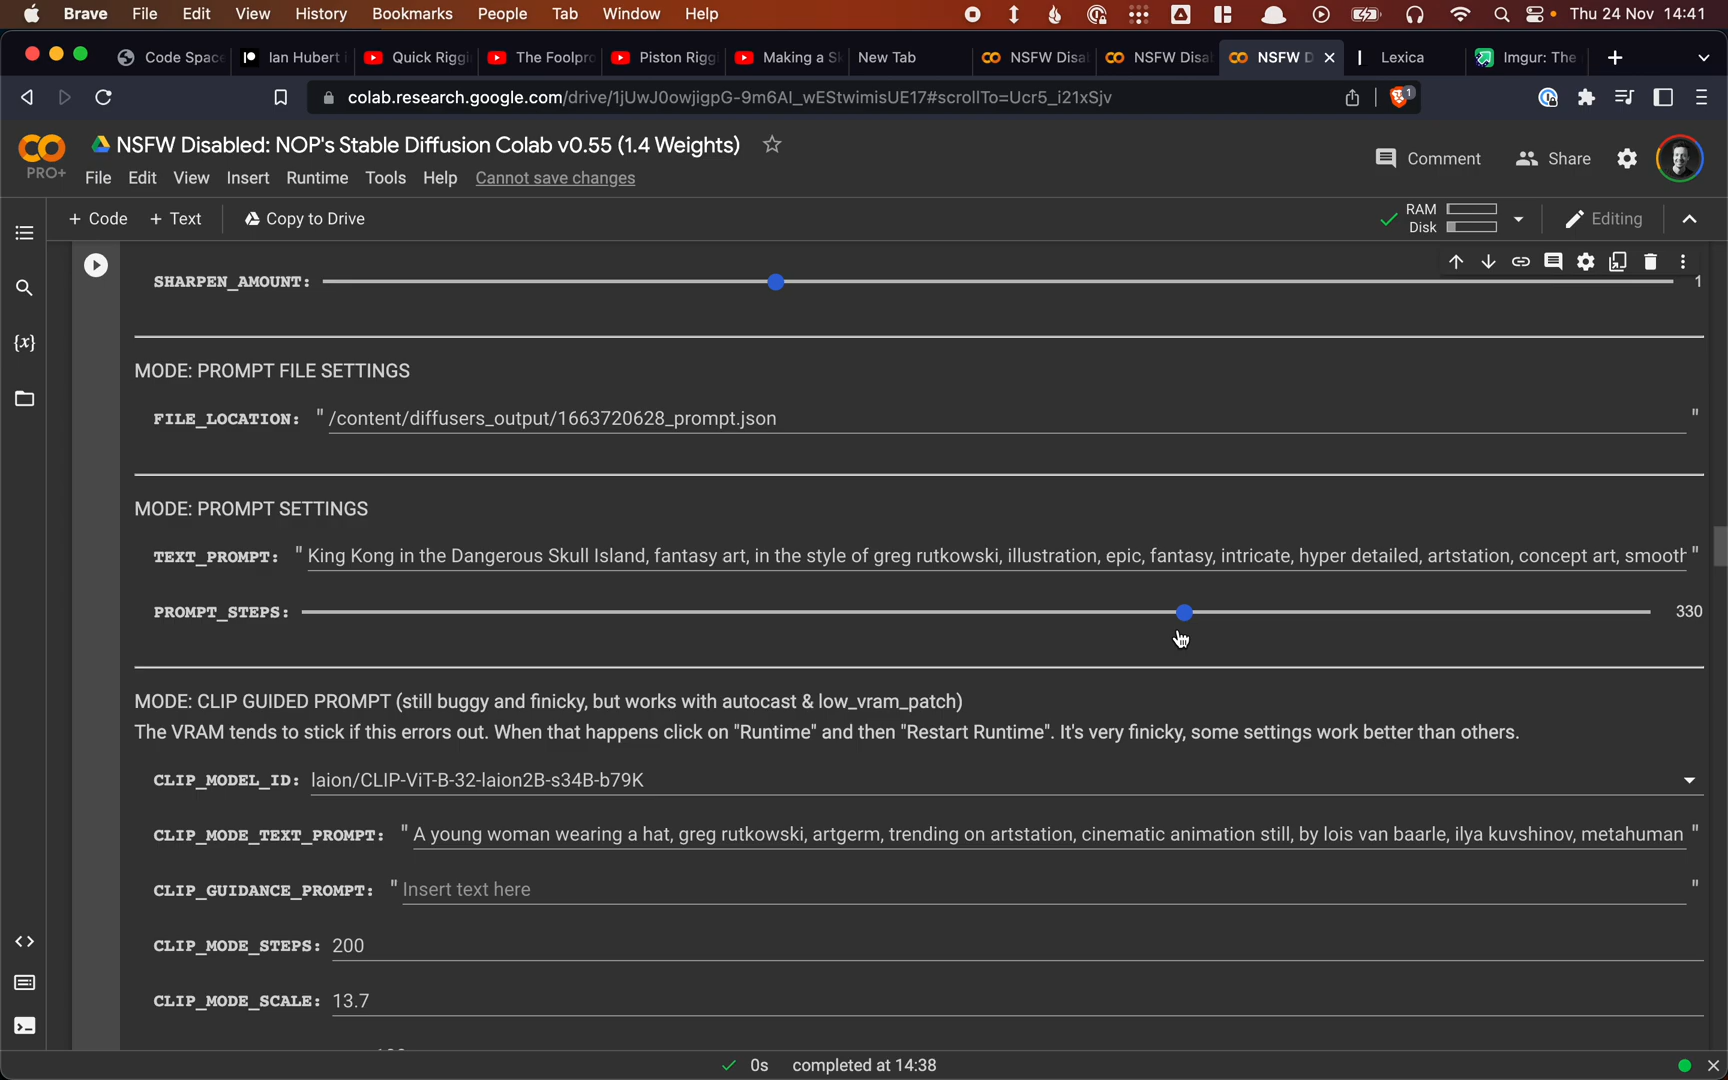 Brave File Edit View History Bookmarks People Tab Window Help Thu 24 Nov 14:41
Code Space Ian Hubert i Quick Riggi The Foolpro Piston Rigg Making a Sk New Tab NSFW Disa NSFW Disa NSFW D Lexica Imgur: The
colab.research.google.com/drive/1jUwJ0owjigpG-9m6AI_wEStwimisUE17#scrollTo=Ucr5_i21xSjv 1
NSFW Disabled: NOP's Stable Diffusion Colab v0.55 (1.4 Weights) Comment Share
PRO+ File Edit View Insert Runtime Tools Help Cannot save changes
+ Code + Text Copy to Drive RAM Disk Editing
SHARPEN_AMOUNT: 1
MODE: PROMPT FILE SETTINGS
FILE_LOCATION: "/content/diffusers_output/1663720628_prompt.json"
MODE: PROMPT SETTINGS
TEXT_PROMPT: "King Kong in the Dangerous Skull Island, fantasy art, in the style of greg rutkowski, illustration, epic, fantasy, intricate, hyper detailed, artstation, concept art, smooth"
PROMPT_STEPS: 330
MODE: CLIP GUIDED PROMPT (still buggy and finicky, but works with autocast & low_vram_patch)
The VRAM tends to stick if this errors out. When that happens click on "Runtime" and then "Restart Runtime". It's very finicky, some settings work better than others.
CLIP_MODEL_ID: laion/CLIP-ViT-B-32-laion2B-s34B-b79K
CLIP_MODE_TEXT_PROMPT: "A young woman wearing a hat, greg rutkowski, artgerm, trending on artstation, cinematic animation still, by lois van baarle, ilya kuvshinov, metahuman"
CLIP_GUIDANCE_PROMPT: "Insert text here"
CLIP_MODE_STEPS: 200
CLIP_MODE_SCALE: 13.7
0s completed at 14:38